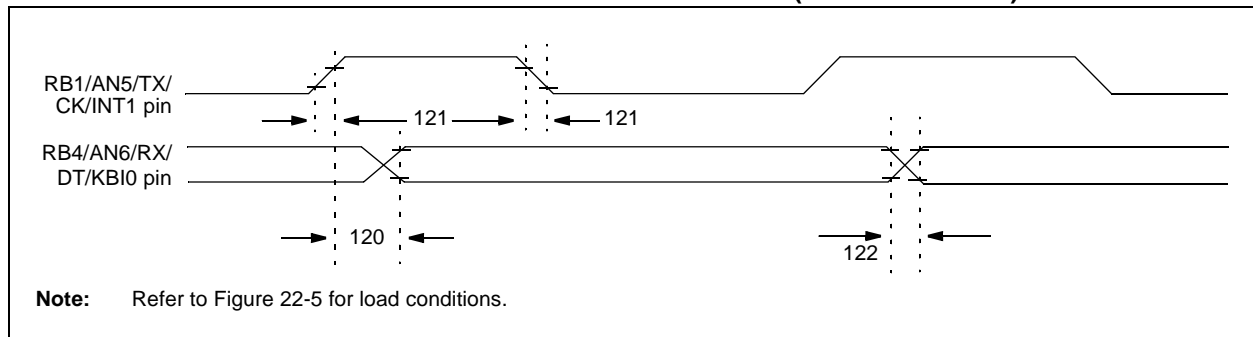 RB1/AN5/TX/
CK/INT1 pin
121
121
RB4/AN6/RX/
DT/KBI0 pin
120
122
Note: Refer to Figure 22-5 for load conditions.